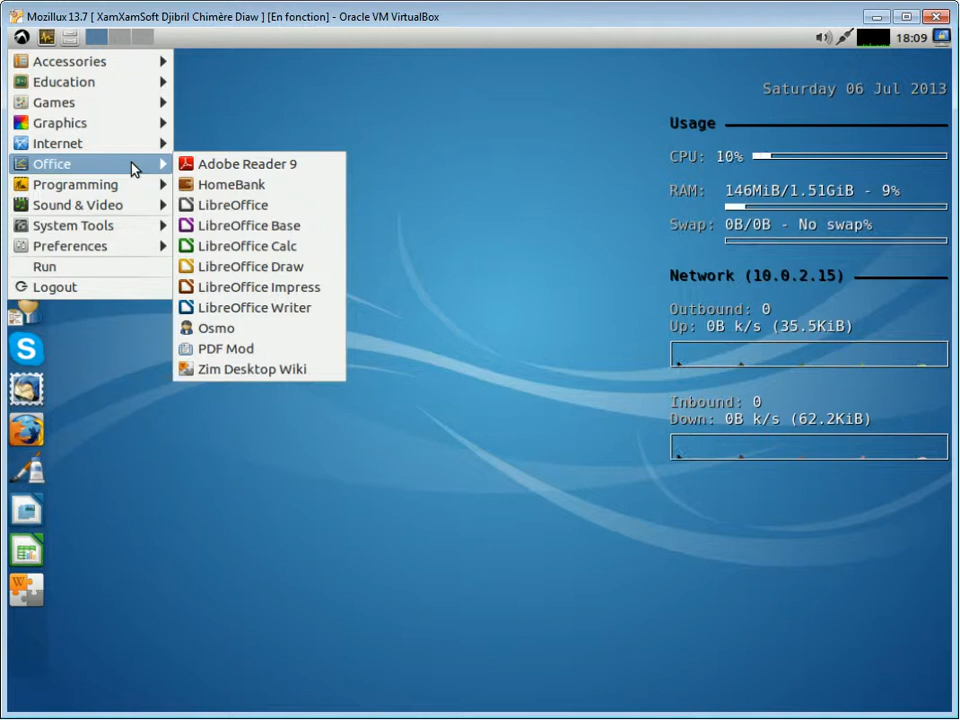 Mozillux 13.7 [ XamXamSoft Djibril Chimère Diaw ] [En fonction] - Oracle VM VirtualBox
18:09
Accessories
Education
Games
Graphics
Internet
Office
Programming
Sound & Video
System Tools
Preferences
Run
Logout
Adobe Reader 9
HomeBank
LibreOffice
LibreOffice Base
LibreOffice Calc
LibreOffice Draw
LibreOffice Impress
LibreOffice Writer
Osmo
PDF Mod
Zim Desktop Wiki
Saturday 06 Jul 2013
Usage
CPU: 10%
RAM: 146MiB/1.51GiB - 9%
Swap: 0B/0B - No swap%
Network (10.0.2.15)
Outbound: 0
Up: 0B k/s (35.5KiB)
Inbound: 0
Down: 0B k/s (62.2KiB)
S
W